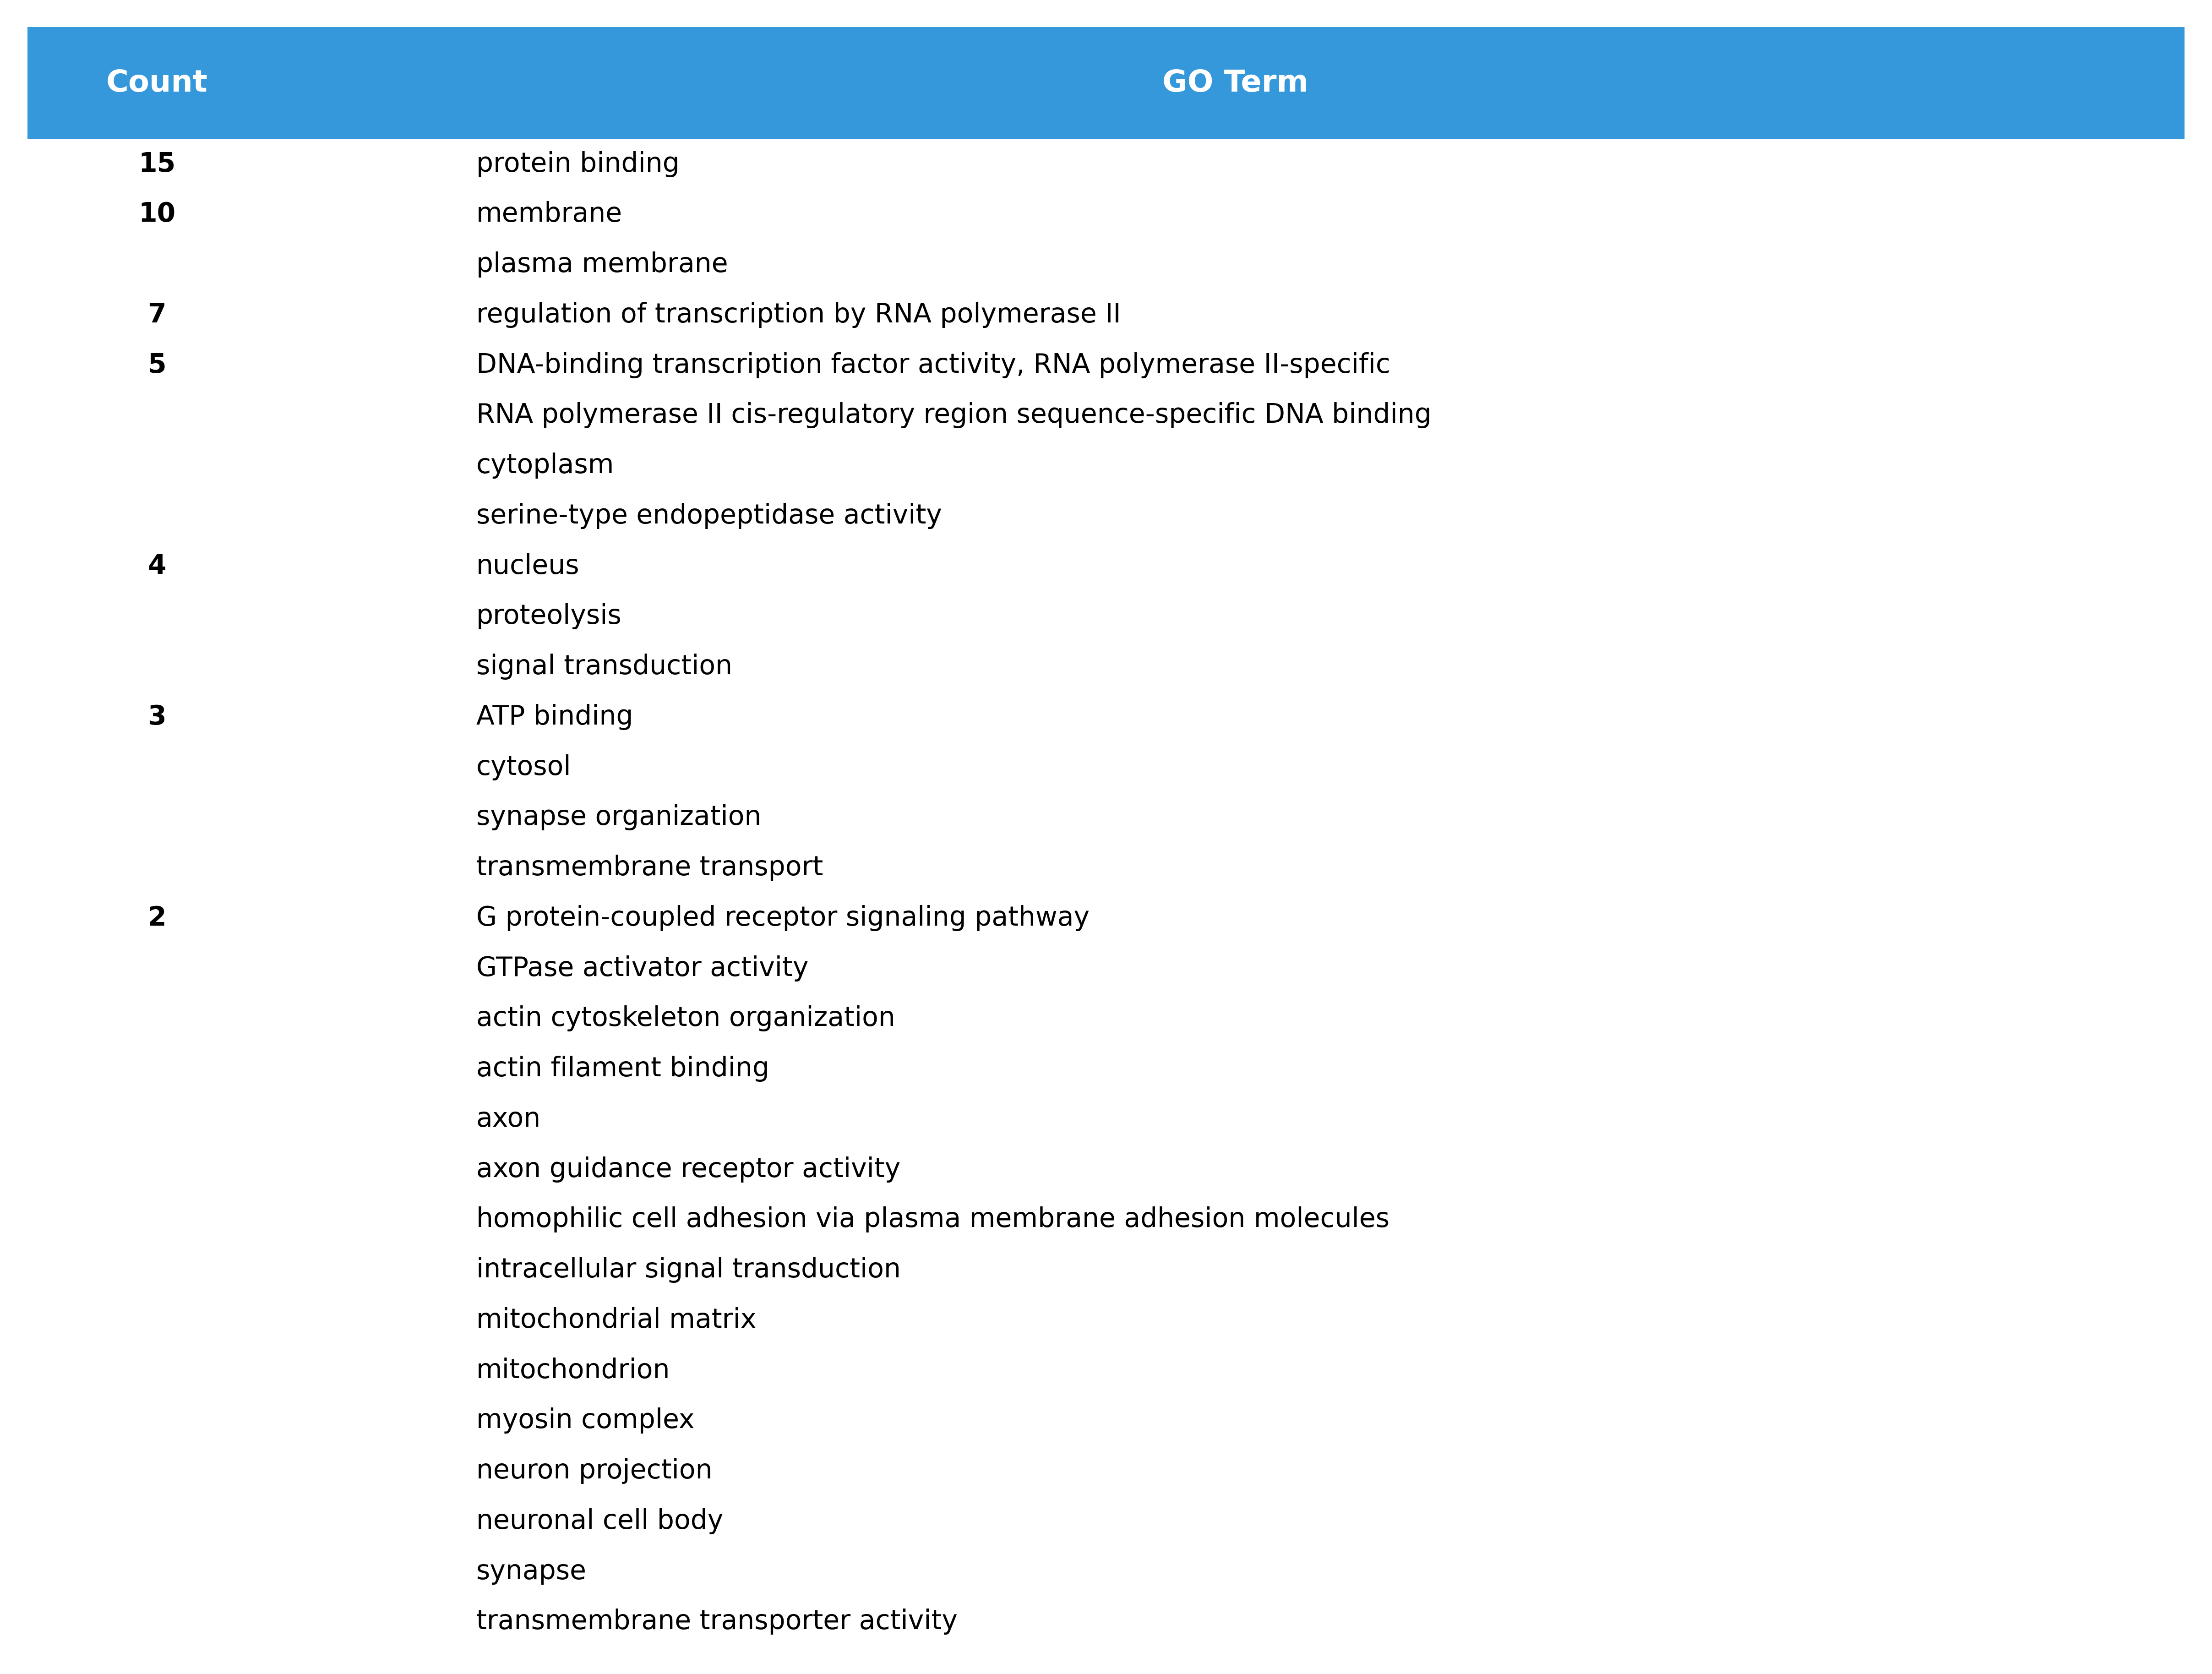 Count GO Term
15 protein binding
10 membrane
plasma membrane
7 regulation of transcription by RNA polymerase II
5 DNA-binding transcription factor activity, RNA polymerase II-specific
RNA polymerase II cis-regulatory region sequence-specific DNA binding
cytoplasm
serine-type endopeptidase activity
4 nucleus
proteolysis
signal transduction
3 ATP binding
cytosol
synapse organization
transmembrane transport
2 G protein-coupled receptor signaling pathway
GTPase activator activity
actin cytoskeleton organization
actin filament binding
axon
axon guidance receptor activity
homophilic cell adhesion via plasma membrane adhesion molecules
intracellular signal transduction
mitochondrial matrix
mitochondrion
myosin complex
neuron projection
neuronal cell body
synapse
transmembrane transporter activity